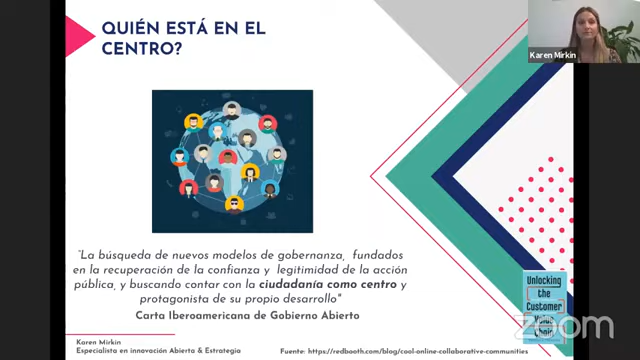 QUIÉN ESTÁ EN EL
CENTRO?
Karen Mirkin
"La búsqueda de nuevos modelos de gobernanza, fundados
en la recuperación de la confianza y legitimidad de la acción
pública, y buscando contar con la ciudadanía como centro y
protagonista de su propio desarrollo"
Carta Iberoamericana de Gobierno Abierto
Unlocking
the
Customer
Value
Chain
zoom
Karen Mirkin
Especialista en innovación Abierta & Estrategia
Fuente: https://redbooth.com/blog/cool-online-collaborative-communities